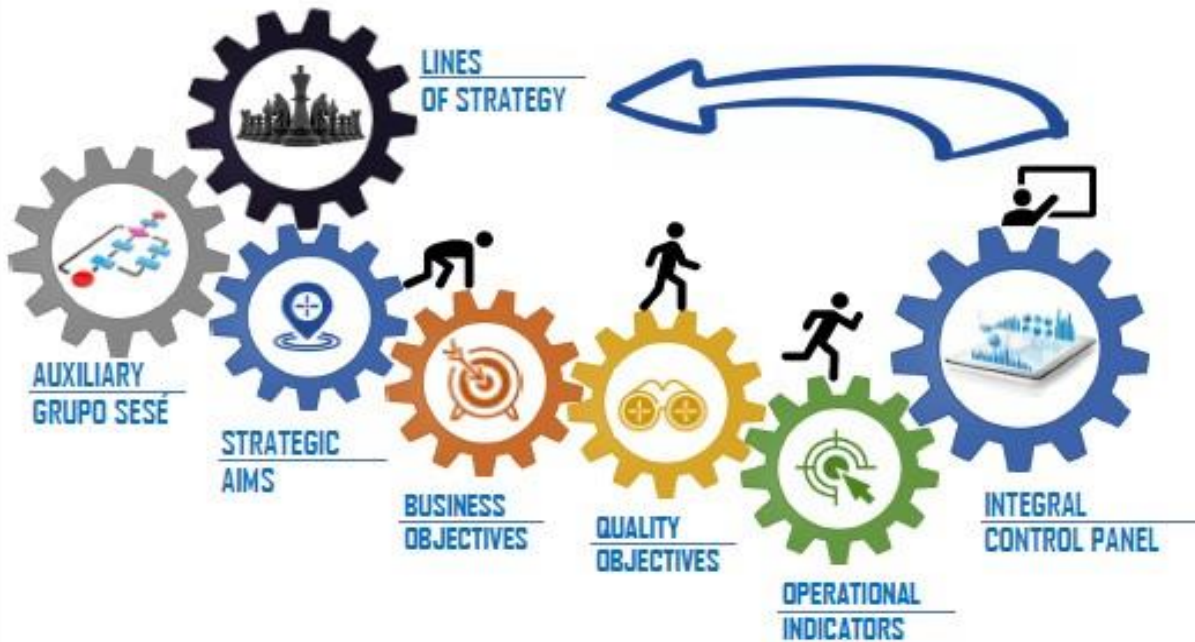 LINES
OF STRATEGY
AUXILIARY
GRUPO SESÉ
STRATEGIC
AIMS
BUSINESS
OBJECTIVES
QUALITY
OBJECTIVES
OPERATIONAL
INDICATORS
INTEGRAL
CONTROL PANEL